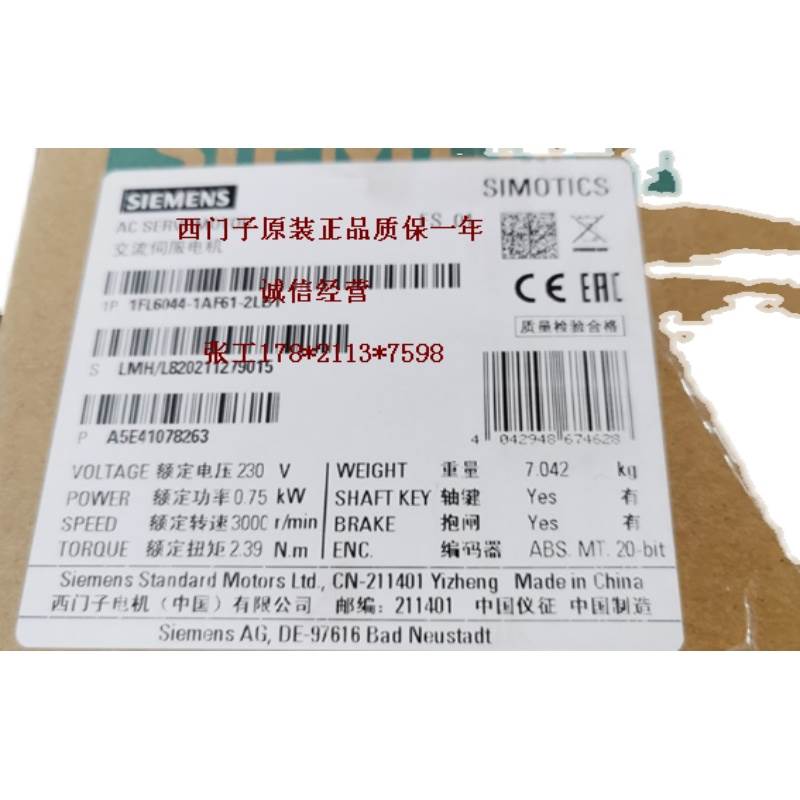 SIEMENS
SIMOTICS
AC SERVO MOTOR
西门子原装正品质保一年
交流伺服电机
CE EAC
诚信经营
1P 1FL6044-1AF61-2LB1
质量检验合格
张工178*2113*7598
S LMH/L820211279015
P A5E41078263
4 042948 674628
VOLTAGE 额定电压 230 V WEIGHT 重量 7.042 kg
POWER 额定功率 0.75 kW SHAFT KEY 轴键 Yes 有
SPEED 额定转速 3000 r/min BRAKE 抱闸 Yes 有
TORQUE 额定扭矩 2.39 N.m ENC. 编码器 ABS. MT. 20-bit
Siemens Standard Motors Ltd., CN-211401 Yizheng Made in China
西门子电机（中国）有限公司 邮编：211401 中国仪征 中国制造
Siemens AG, DE-97616 Bad Neustadt